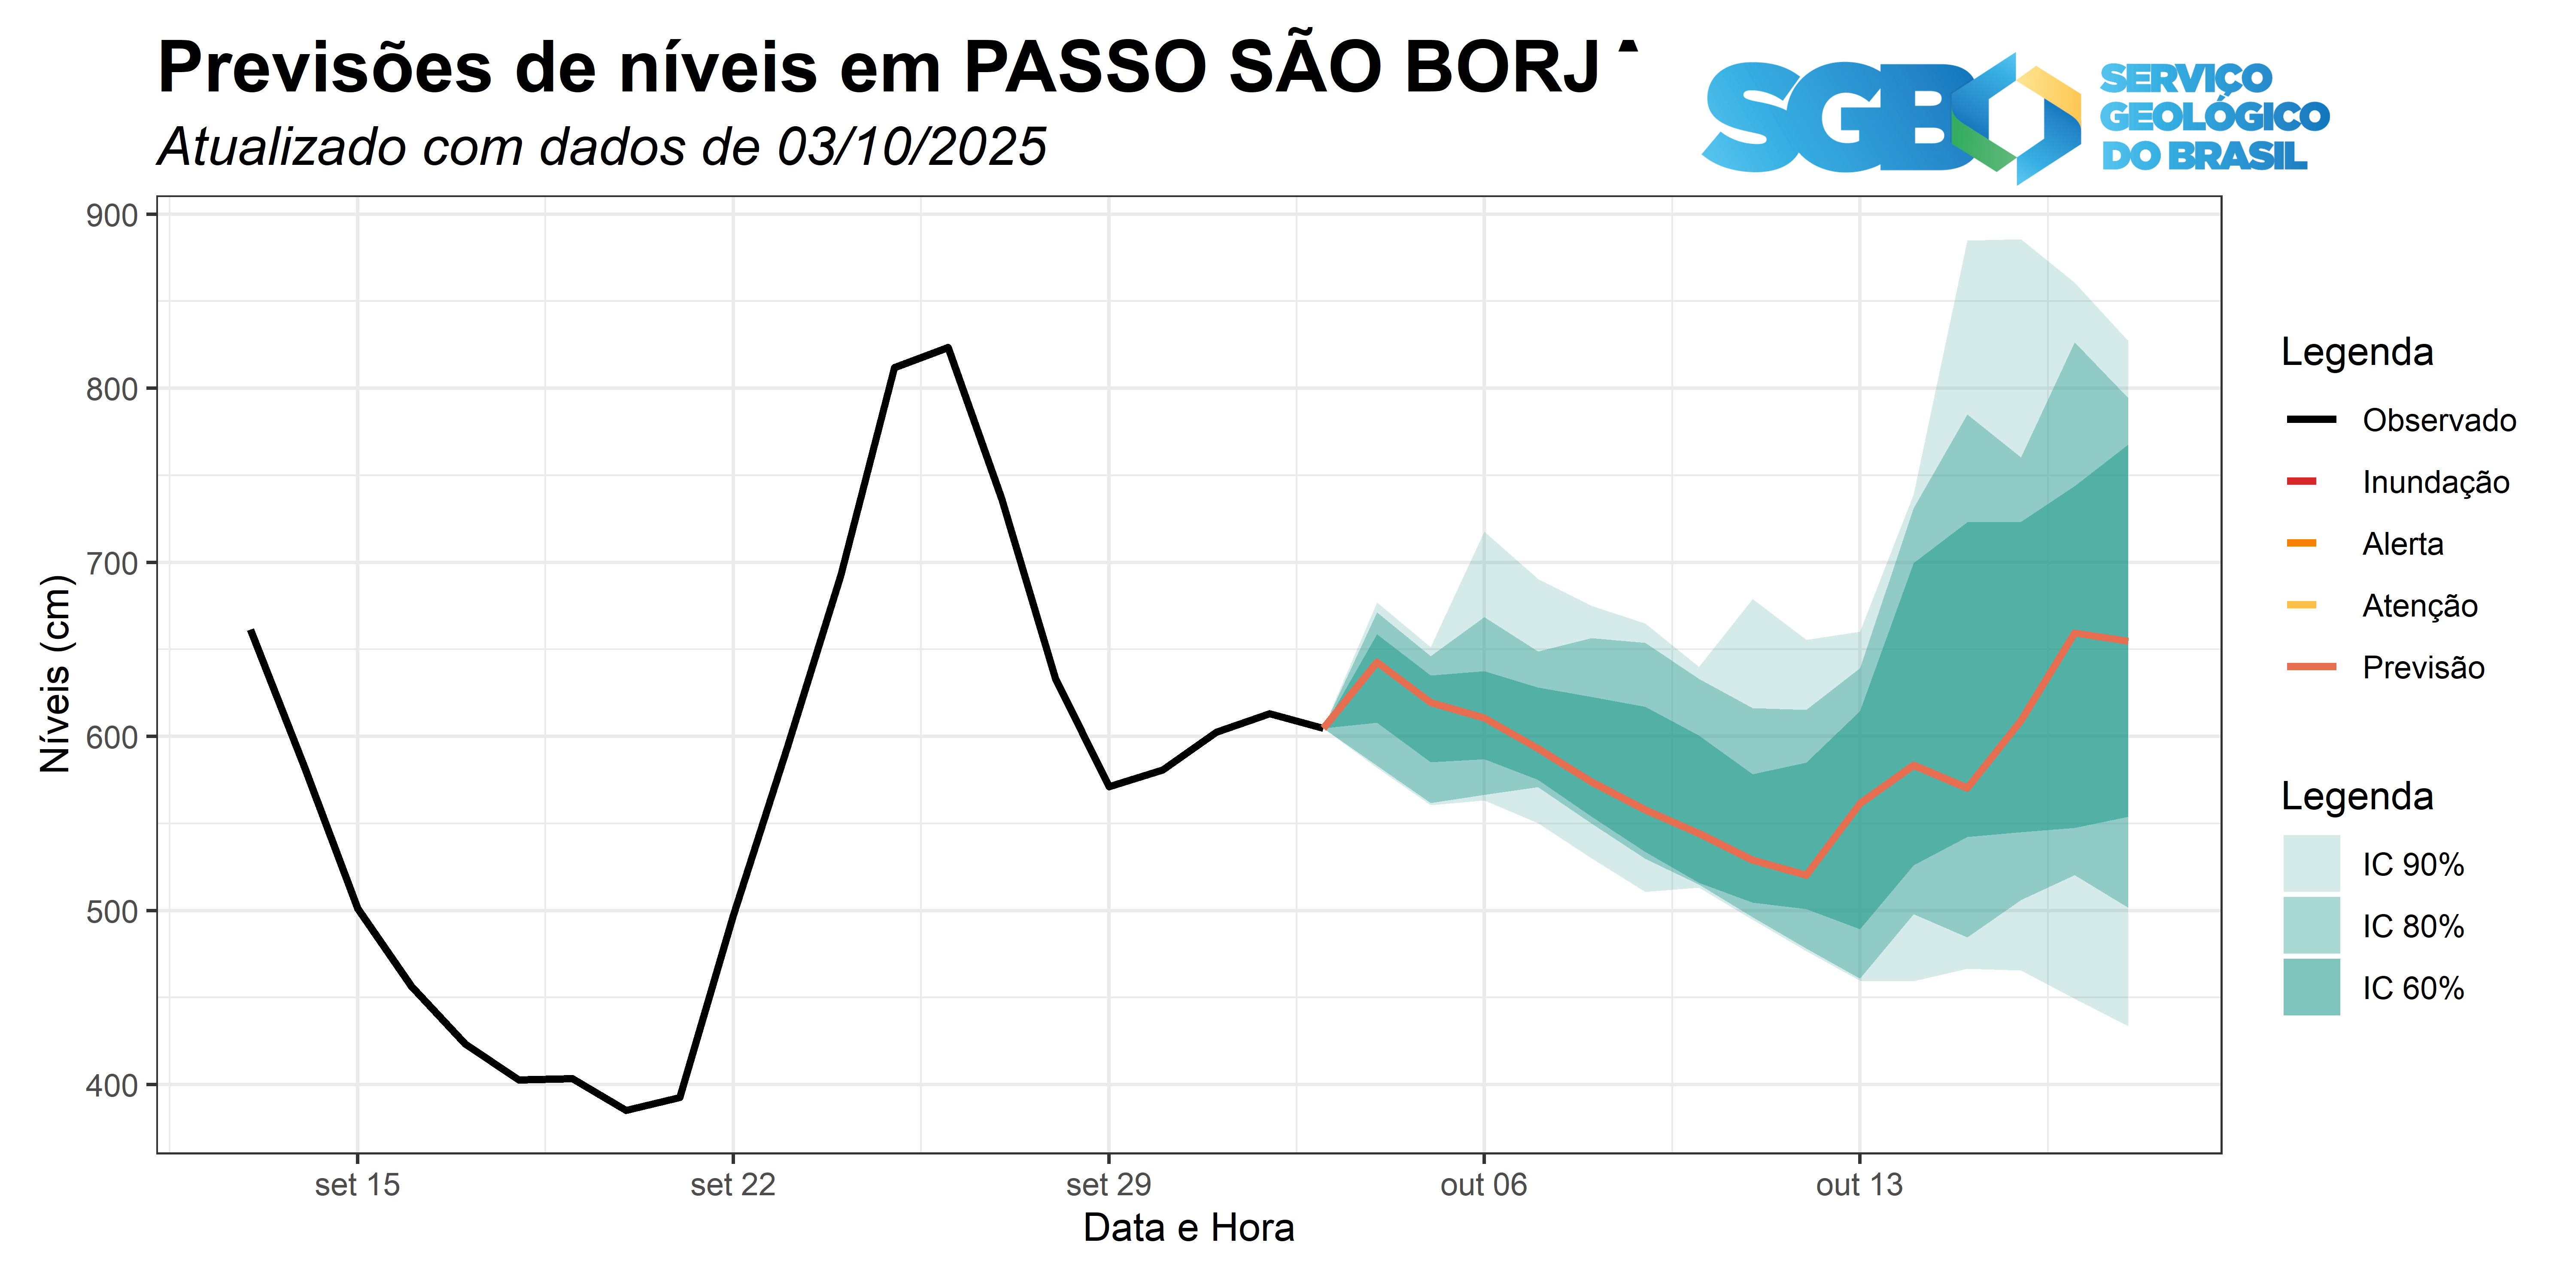 Previsões de níveis em PASSO SÃO BORJ
Atualizado com dados de 03/10/2025
SGB
SERVIÇO
GEOLÓGICO
DO BRASIL
900
800
700
600
500
400
Níveis (cm)
set 15
set 22
set 29
out 06
out 13
Data e Hora
Legenda
Observado
Inundação
Alerta
Atenção
Previsão
Legenda
IC 90%
IC 80%
IC 60%